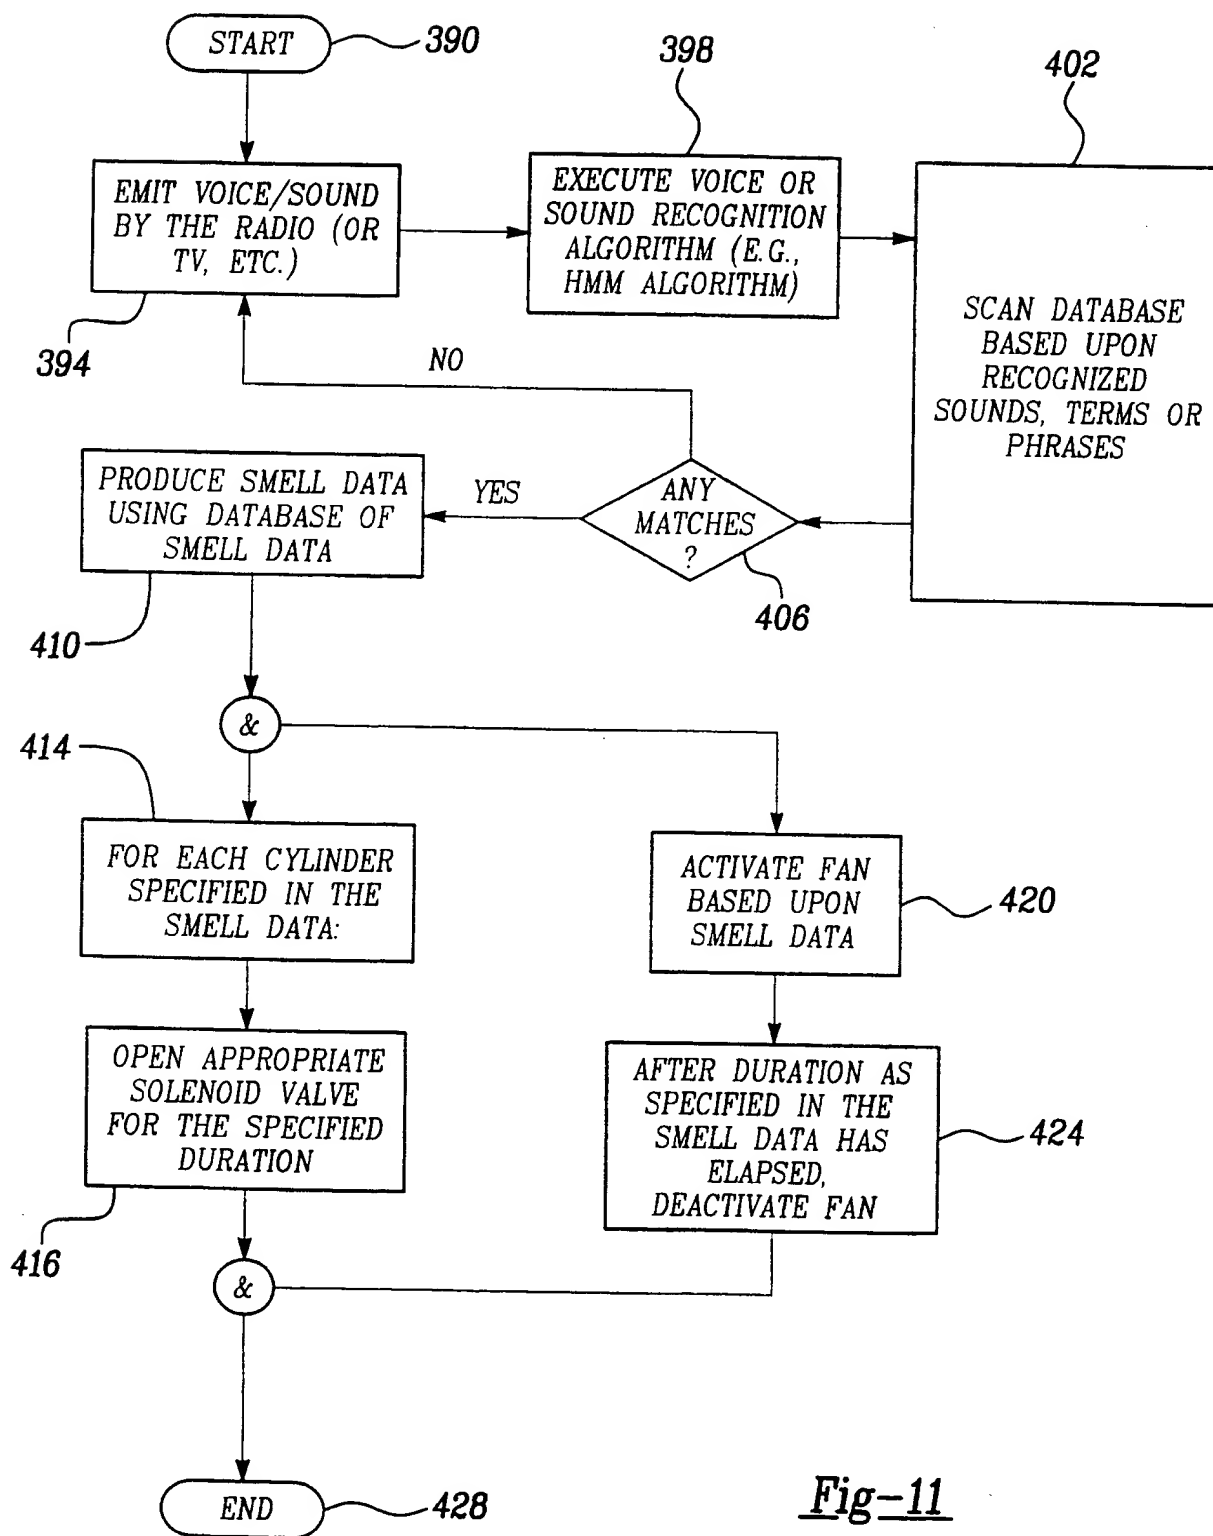 START
390
398
402
EMIT VOICE/SOUND
BY THE RADIO (OR
TV, ETC.)
394
EXECUTE VOICE OR
SOUND RECOGNITION
ALGORITHM (E.G.,
HMM ALGORITHM)
SCAN DATABASE
BASED UPON
RECOGNIZED
SOUNDS, TERMS OR
PHRASES
NO
PRODUCE SMELL DATA
USING DATABASE OF
SMELL DATA
YES
ANY
MATCHES
?
406
410
&
414
FOR EACH CYLINDER
SPECIFIED IN THE
SMELL DATA:
ACTIVATE FAN
BASED UPON
SMELL DATA
420
OPEN APPROPRIATE
SOLENOID VALVE
FOR THE SPECIFIED
DURATION
416
AFTER DURATION AS
SPECIFIED IN THE
SMELL DATA HAS
ELAPSED,
DEACTIVATE FAN
424
&
END
428
Fig-11